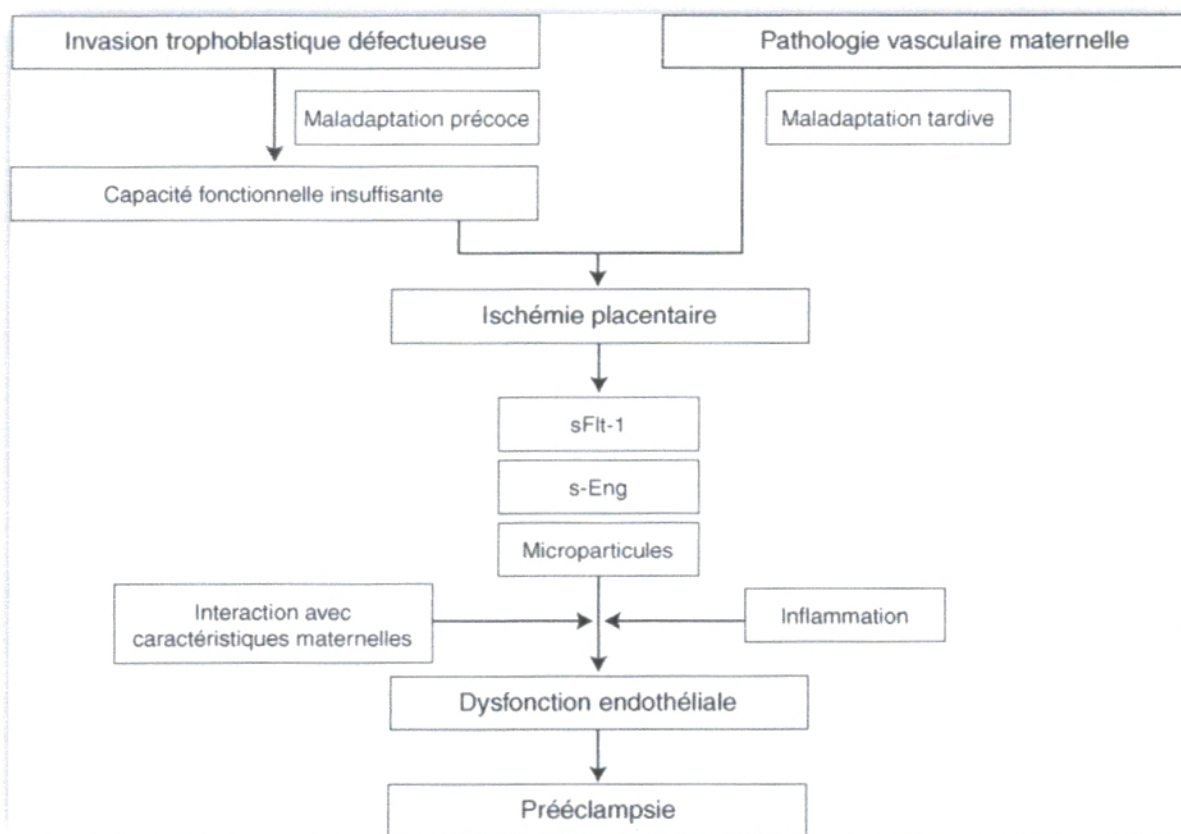 Invasion trophoblastique défectueuse
Pathologie vasculaire maternelle
Maladaptation précoce
Maladaptation tardive
Capacité fonctionnelle insuffisante
Ischémie placentaire
sFlt-1
s-Eng
Microparticules
Interaction avec
caractéristiques maternelles
Inflammation
Dysfonction endothéliale
Prééclampsie